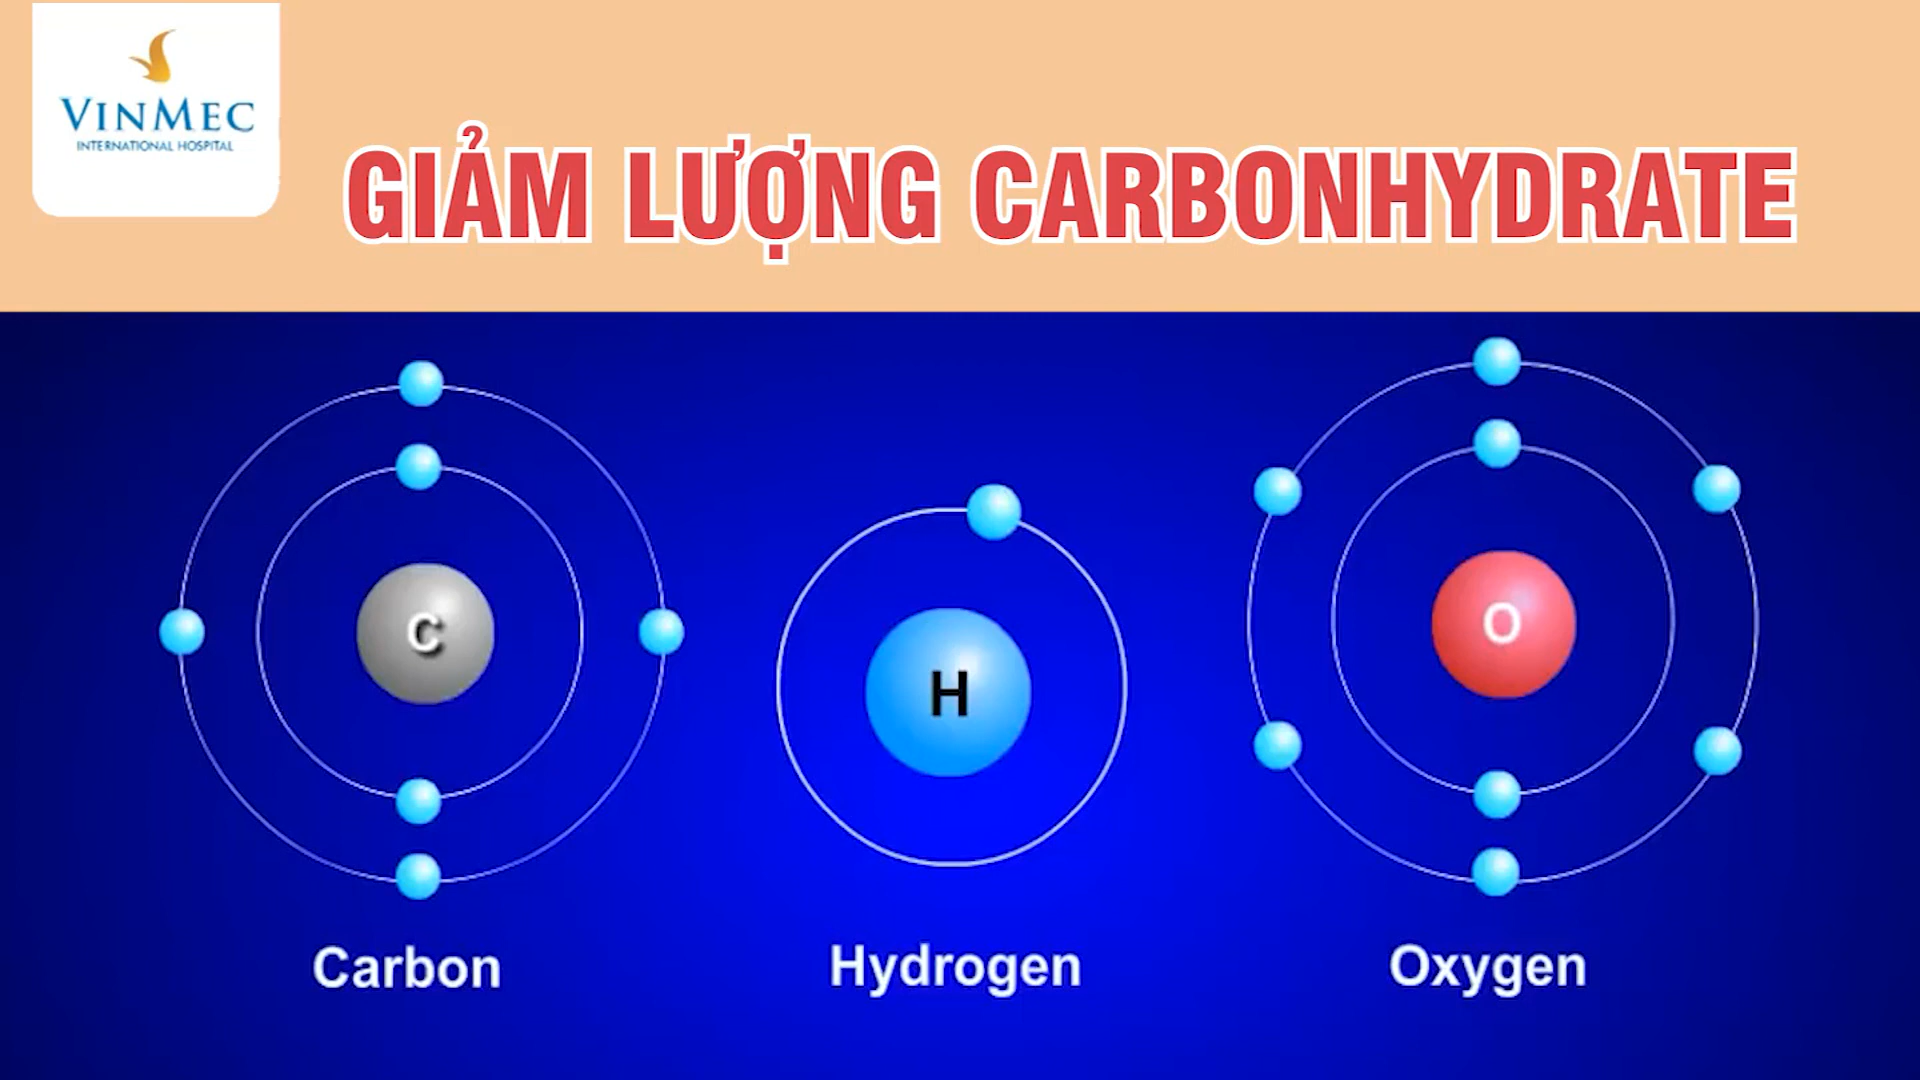 VINMEC
INTERNATIONAL HOSPITAL
GIẢM LƯỢNG CARBONHYDRATE
C
H
O
Carbon
Hydrogen
Oxygen